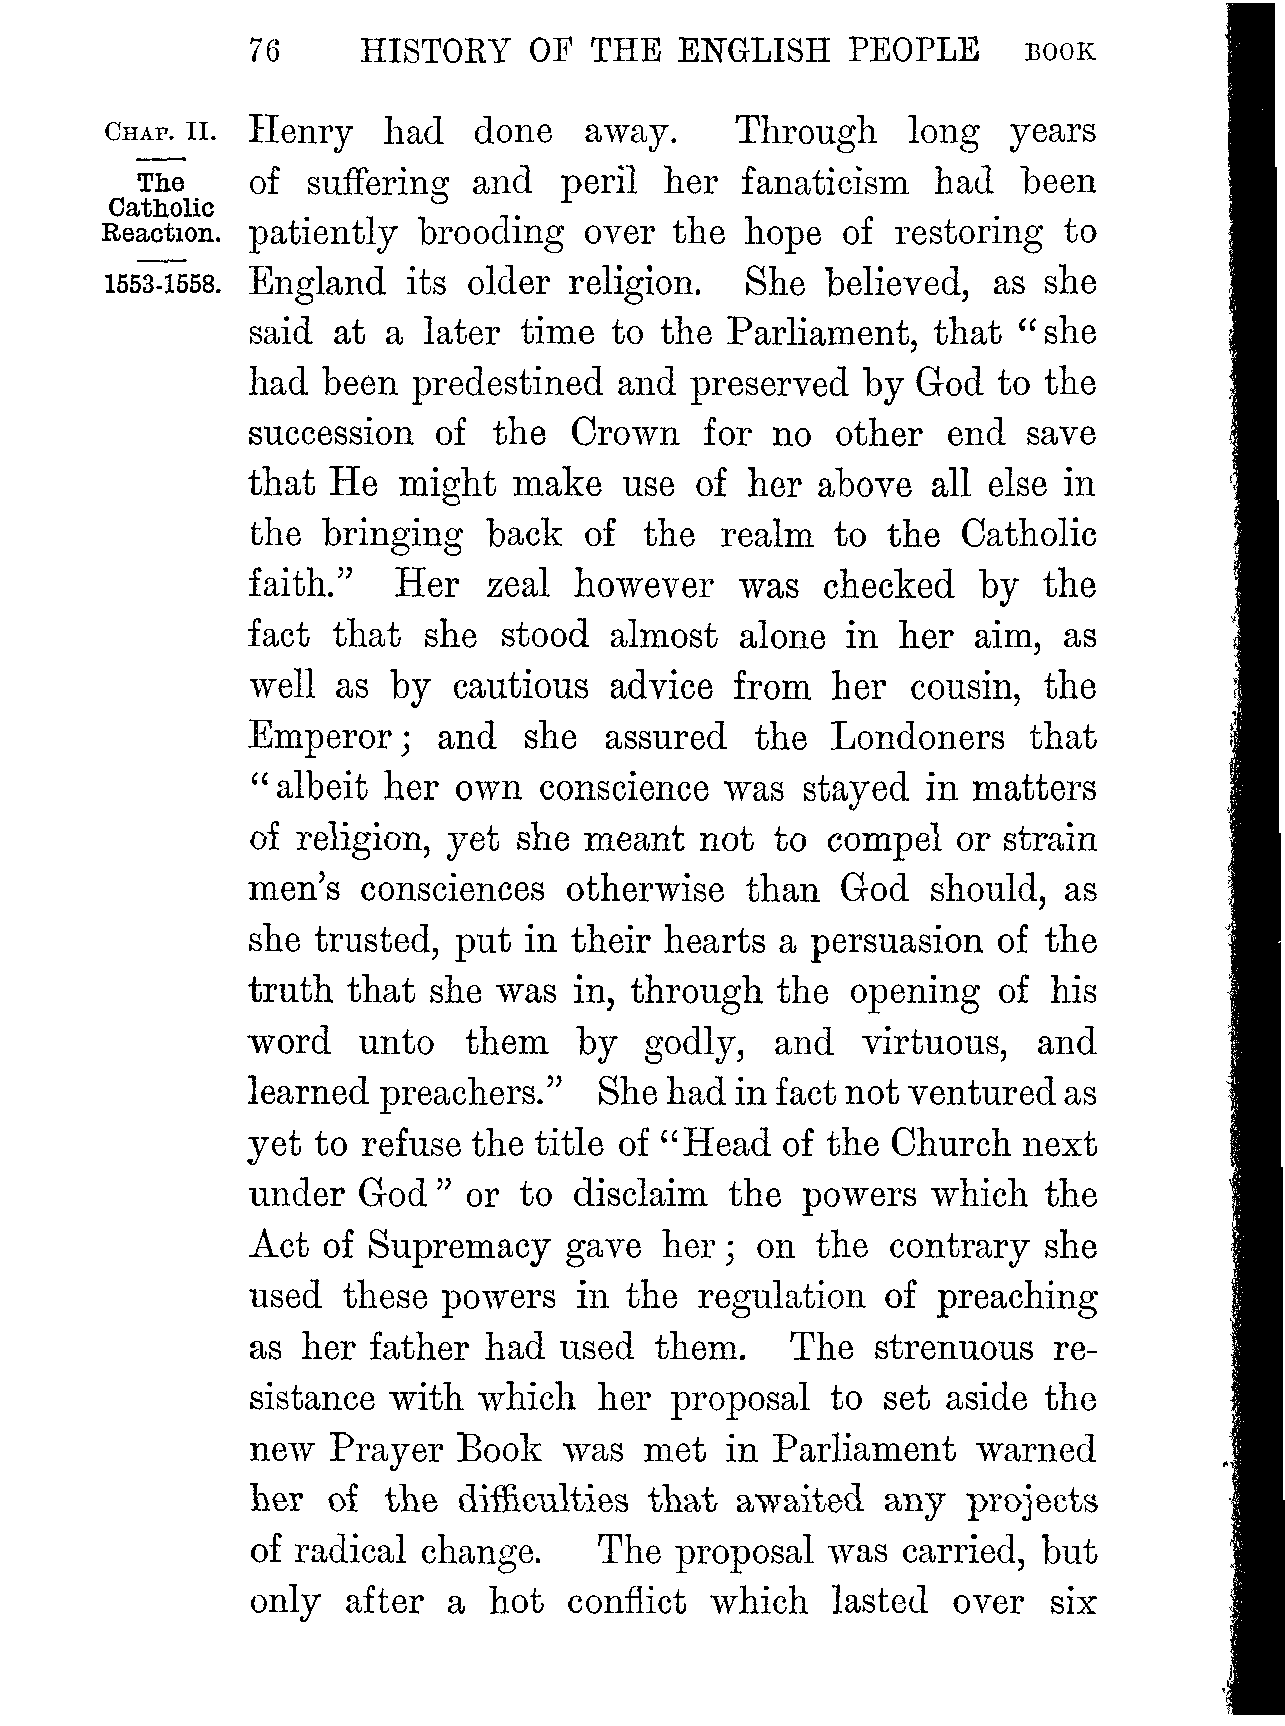 76 HISTORY OF THE ENGLISH PEOPLE BOOK
CHAP. II.
The
Catholic
Reaction.
1553-1558.
Henry had done away. Through long years
of suffering and peril her fanaticism had been
patiently brooding over the hope of restoring to
England its older religion. She believed, as she
said at a later time to the Parliament, that "she
had been predestined and preserved by God to the
succession of the Crown for no other end save
that He might make use of her above all else in
the bringing back of the realm to the Catholic
faith." Her zeal however was checked by the
fact that she stood almost alone in her aim, as
well as by cautious advice from her cousin, the
Emperor; and she assured the Londoners that
"albeit her own conscience was stayed in matters
of religion, yet she meant not to compel or strain
men's consciences otherwise than God should, as
she trusted, put in their hearts a persuasion of the
truth that she was in, through the opening of his
word unto them by godly, and virtuous, and
learned preachers." She had in fact not ventured as
yet to refuse the title of "Head of the Church next
under God" or to disclaim the powers which the
Act of Supremacy gave her; on the contrary she
used these powers in the regulation of preaching
as her father had used them. The strenuous re-
sistance with which her proposal to set aside the
new Prayer Book was met in Parliament warned
her of the difficulties that awaited any projects
of radical change. The proposal was carried, but
only after a hot conflict which lasted over six